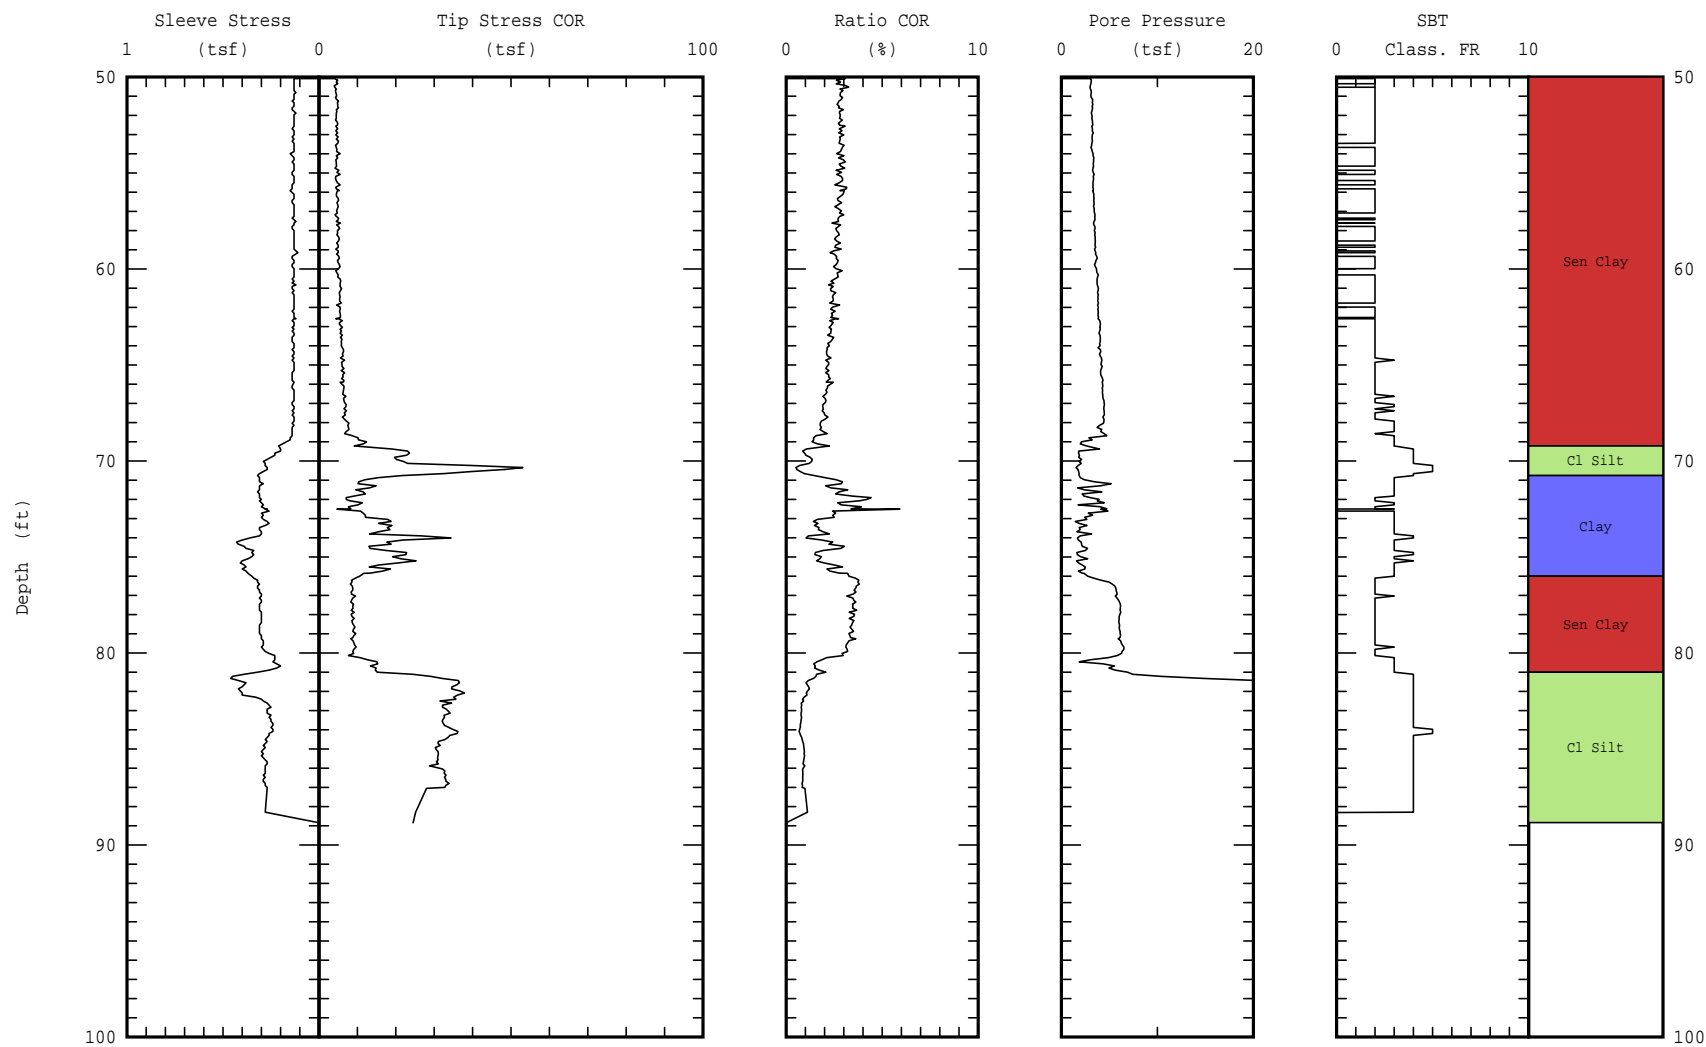 Sleeve Stress Tip Stress COR Ratio COR Pore Pressure SBT
1 (tsf) 0 (tsf) 100 0 (%) 10 0 (tsf) 20 0 Class. FR 10
50 50
60 Sen Clay 60
70 Cl Silt 70
Clay
Depth (ft)
Sen Clay
80 80
Cl Silt
90 90
100 100